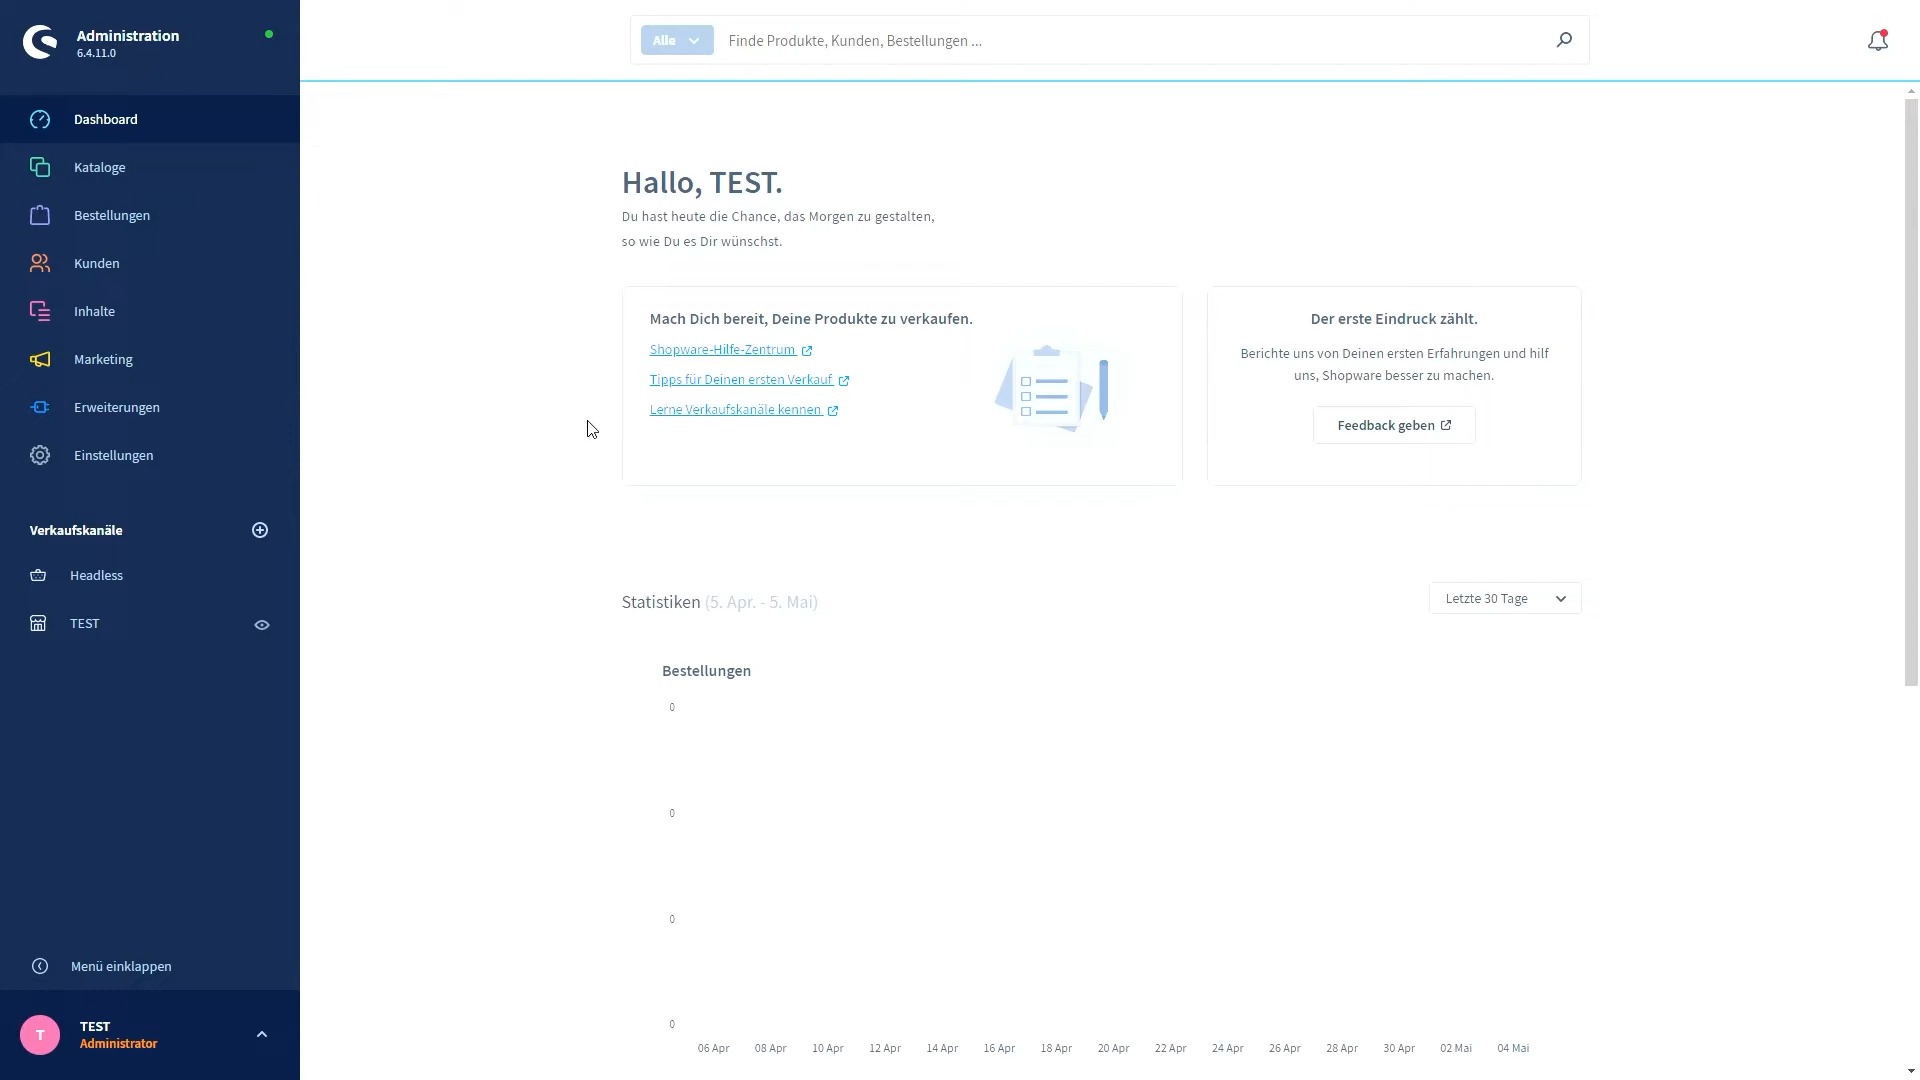 Administration
6.4.11.0
Dashboard
Kataloge
Bestellungen
Kunden
Inhalte
Marketing
Erweiterungen
Einstellungen
Verkaufskanäle
Headless
TEST
Menü einklappen
T
TEST
Administrator
Alle
Finde Produkte, Kunden, Bestellungen ...
Hallo, TEST.
Du hast heute die Chance, das Morgen zu gestalten,
so wie Du es Dir wünschst.
Mach Dich bereit, Deine Produkte zu verkaufen.
Shopware-Hilfe-Zentrum
Tipps für Deinen ersten Verkauf
Lerne Verkaufskanäle kennen
Der erste Eindruck zählt.
Berichte uns von Deinen ersten Erfahrungen und hilf
uns, Shopware besser zu machen.
Feedback geben
Statistiken (5. Apr. - 5. Mai)
Letzte 30 Tage
Bestellungen
0
0
0
0
06 Apr 08 Apr 10 Apr 12 Apr 14 Apr 16 Apr 18 Apr 20 Apr 22 Apr 24 Apr 26 Apr 28 Apr 30 Apr 02 Mai 04 Mai